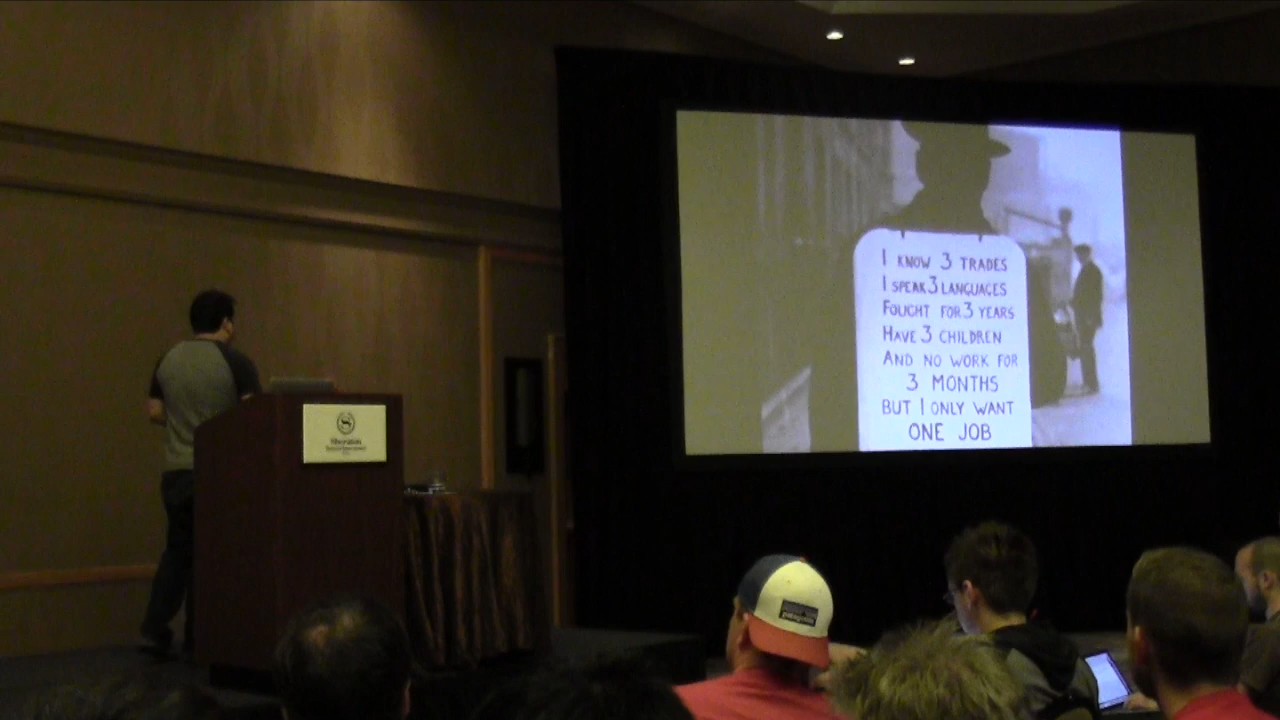 I KNOW 3 TRADES
I SPEAK 3 LANGUAGES
FOUGHT FOR 3 YEARS
HAVE 3 CHILDREN
AND NO WORK FOR
3 MONTHS
BUT I ONLY WANT
ONE JOB
Sheraton
patagonia